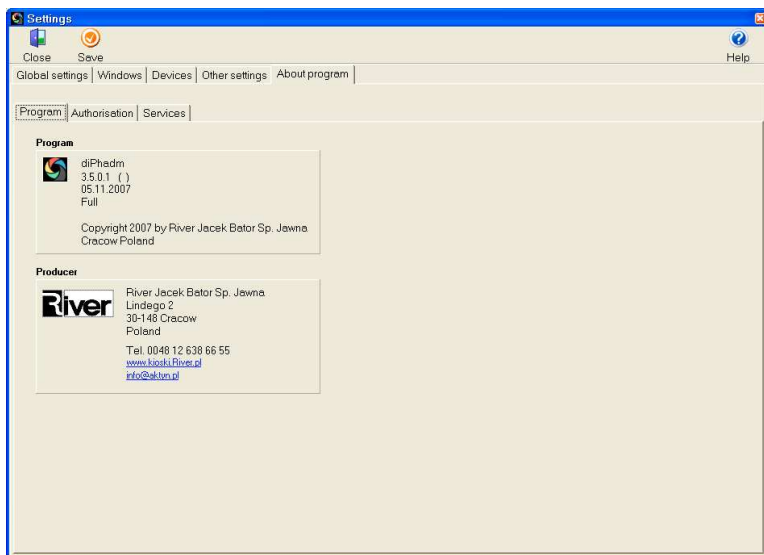 Settings
Close Save Help
Global settings Windows Devices Other settings About program
Program Authorisation Services
Program
diPhadm
3.5.0.1 ( )
05.11.2007
Full
Copyright 2007 by River Jacek Bator Sp. Jawna
Cracow Poland
Producer
River
River Jacek Bator Sp. Jawna
Lindego 2
30-148 Cracow
Poland
Tel. 0048 12 638 66 55
www.kioski.River.pl
info@aktyn.pl